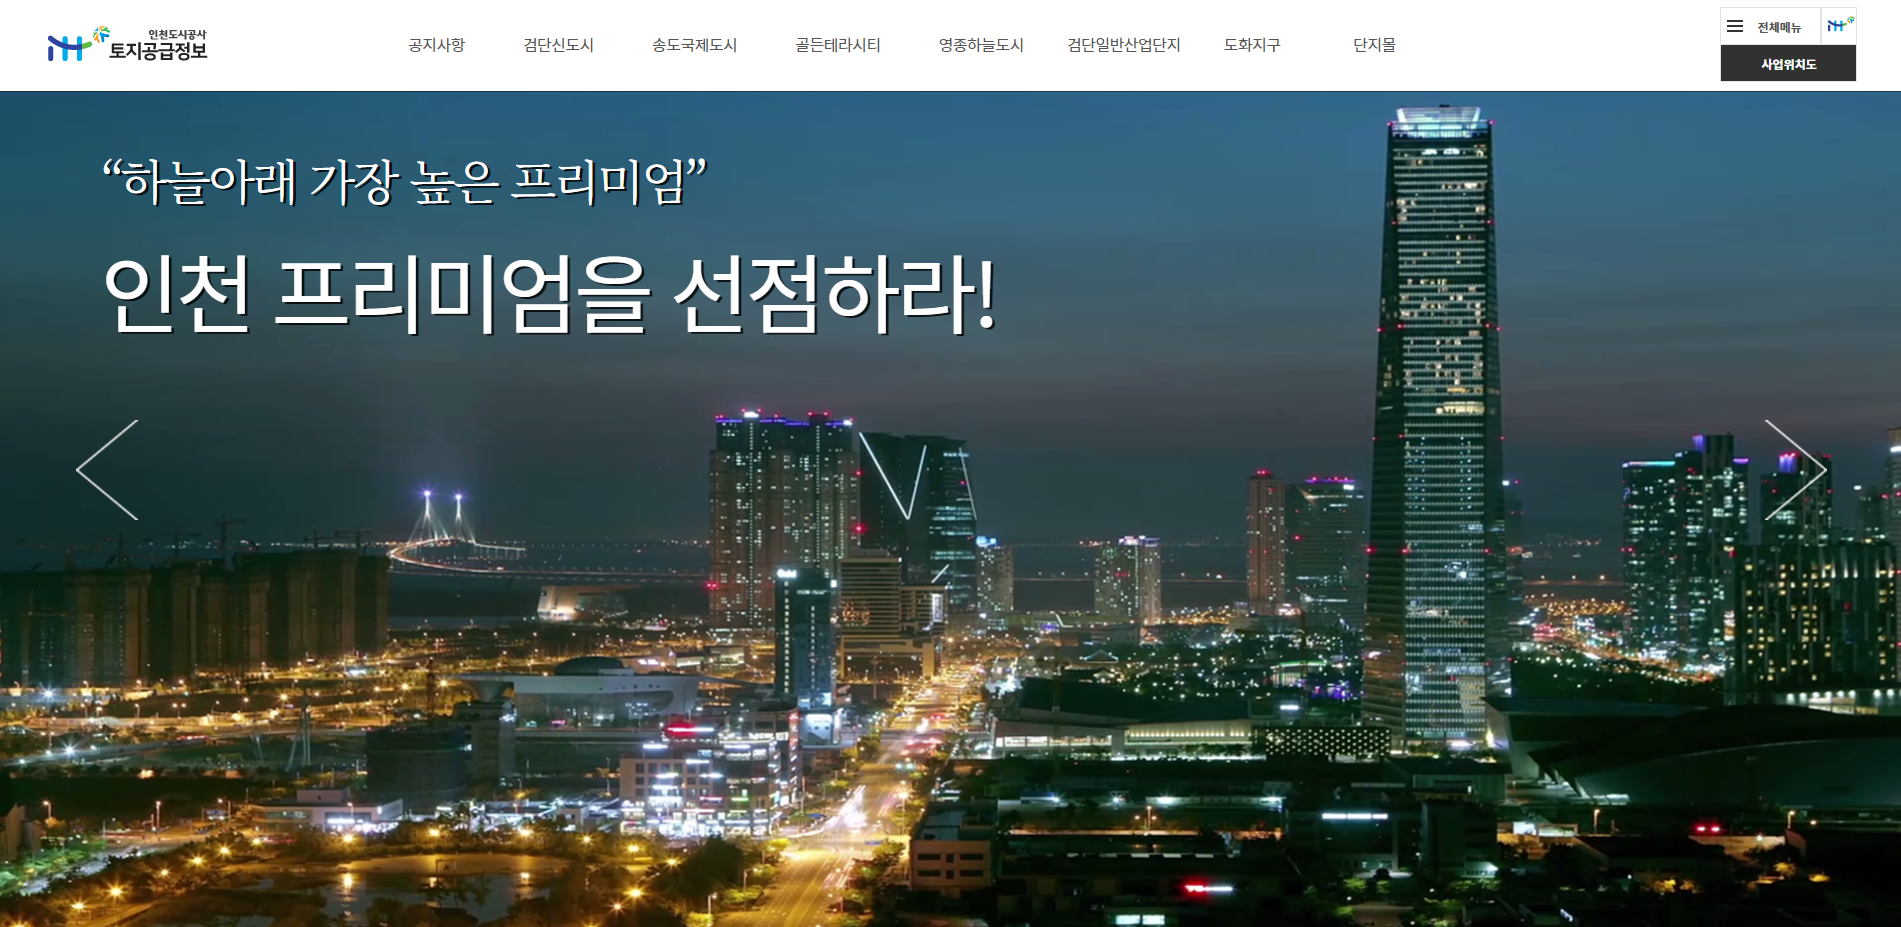 인천도시공사
토지공급정보
공지사항 검단신도시 송도국제도시 골든테라시티 영종하늘도시 검단일반산업단지 도화지구 단지몰
전체메뉴
사업위치도
“하늘아래 가장 높은 프리미엄”
인천 프리미엄을 선점하라!